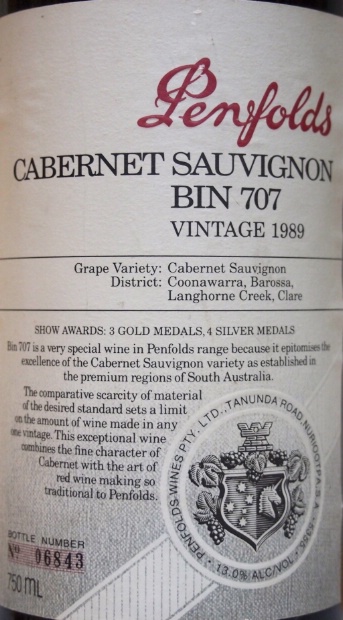 Penfolds
CABERNET SAUVIGNON
BIN 707
VINTAGE 1989
Grape Variety: Cabernet Sauvignon
District: Coonawarra, Barossa,
Langhorne Creek, Clare
SHOW AWARDS: 3 GOLD MEDALS, 4 SILVER MEDALS
Bin 707 is a very special wine in Penfolds range because it epitomises the
excellence of the Cabernet Sauvignon variety as established in
the premium regions of South Australia.
The comparative scarcity of material
of the desired standard sets a limit
on the amount of wine made in any
one vintage. This exceptional wine
combines the fine character of
Cabernet with the art of
red wine making so
traditional to Penfolds.
PENFOLDS WINES PTY. LTD., TANUNDA ROAD, NURIOOTPA, S.A. 5355.
13.0% ALC/VOL
BOTTLE NUMBER
No 06843
750 mL